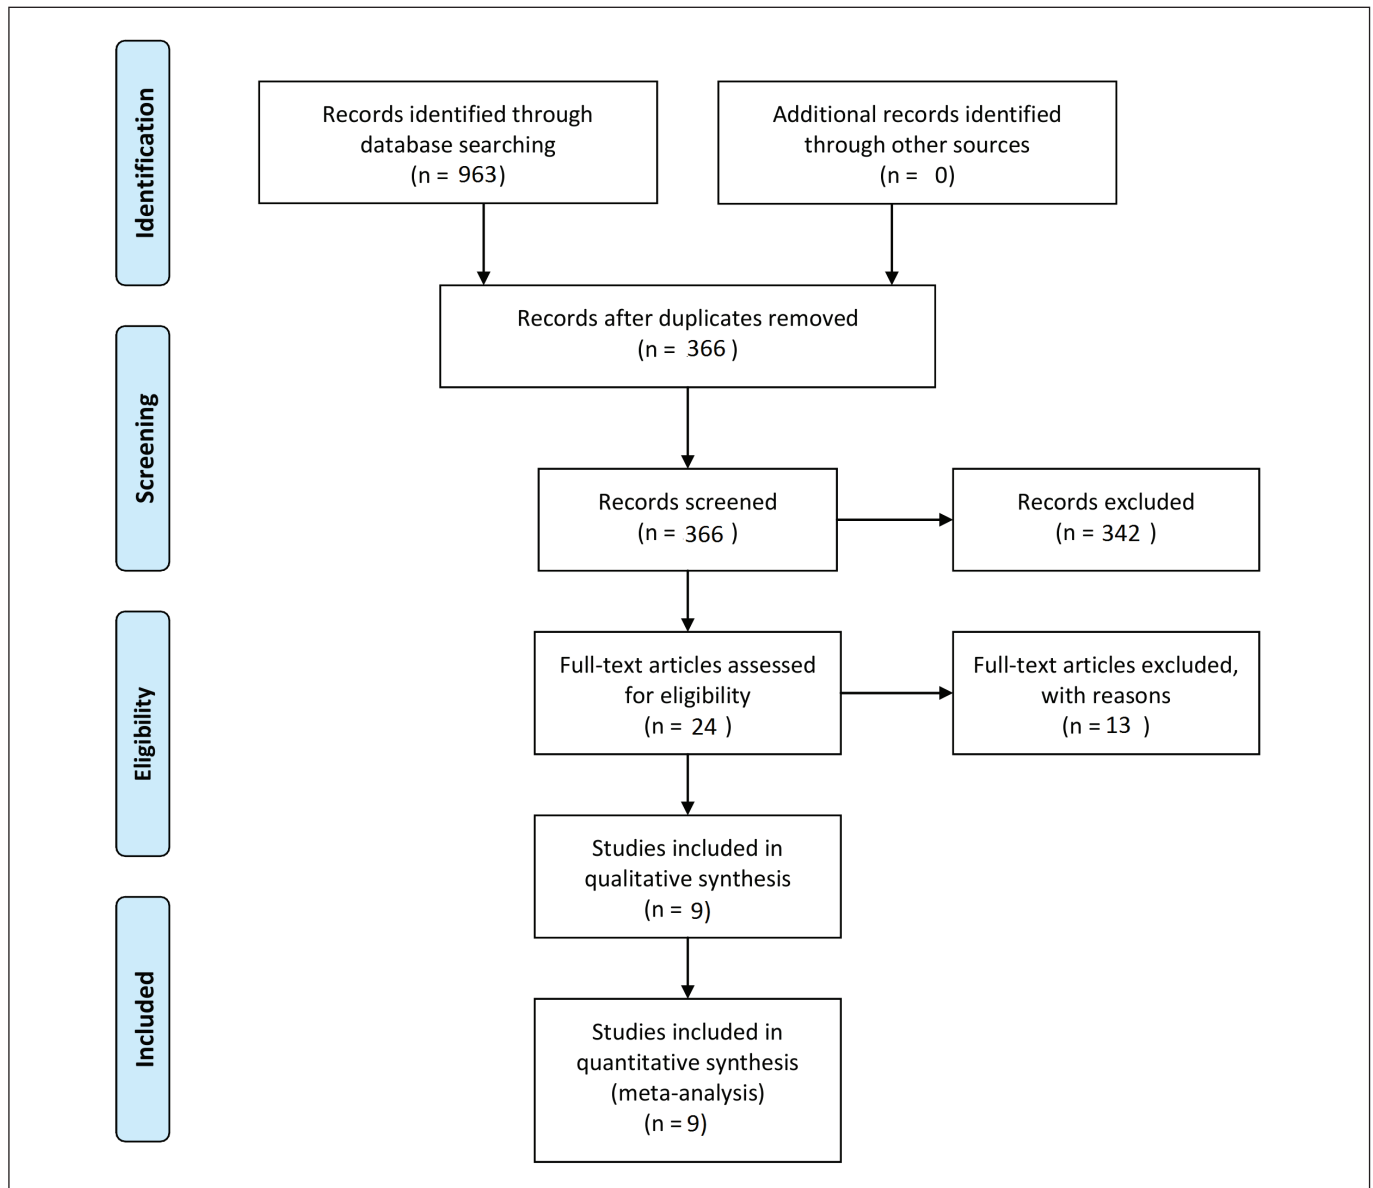 Identification
Records identified through
database searching
(n = 963)
Additional records identified
through other sources
(n = 0)
Records after duplicates removed
(n = 366 )
Screening
Records screened
(n = 366 )
Records excluded
(n = 342 )
Eligibility
Full-text articles assessed
for eligibility
(n = 24 )
Full-text articles excluded,
with reasons
(n = 13 )
Studies included in
qualitative synthesis
(n = 9)
Included
Studies included in
quantitative synthesis
(meta-analysis)
(n = 9)